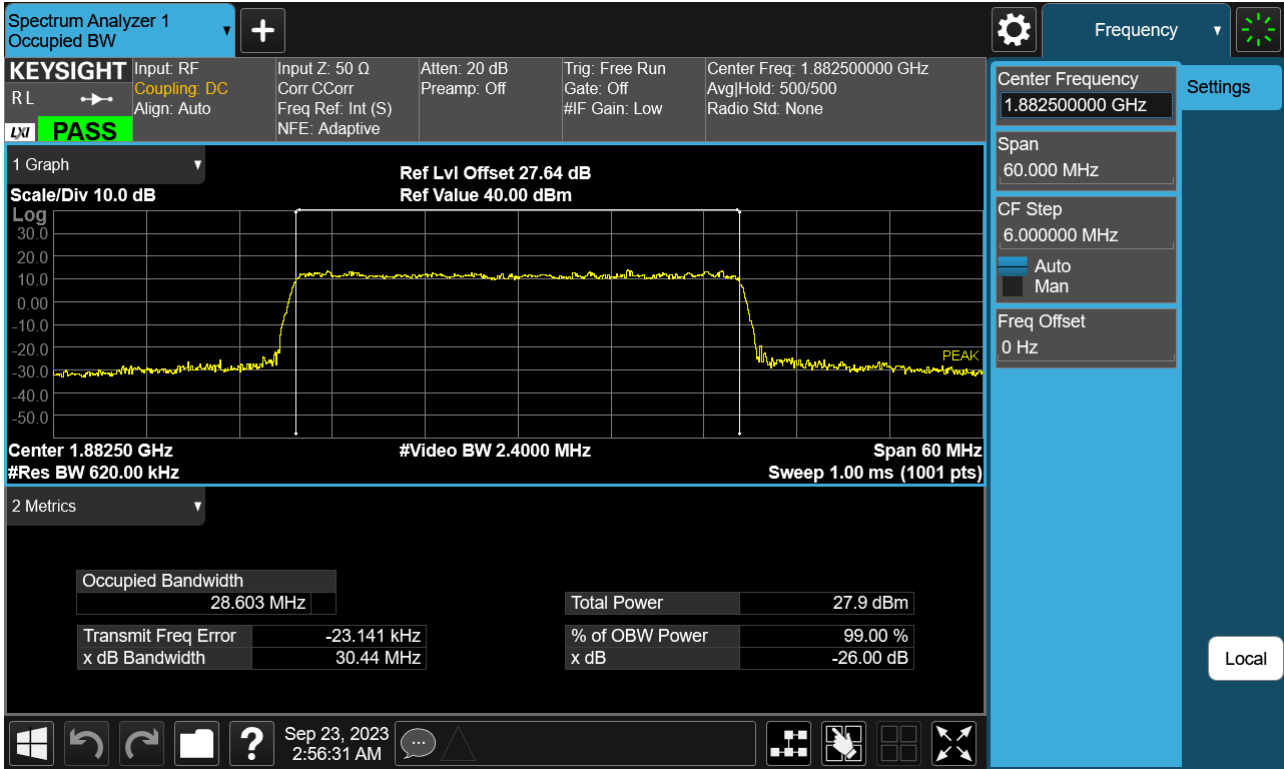 Spectrum Analyzer 1
Occupied BW
Frequency
KEYSIGHT
R L
LXI
PASS
Input: RF
Coupling: DC
Align: Auto
Input Z: 50 Ω
Corr CCorr
Freq Ref: Int (S)
NFE: Adaptive
Atten: 20 dB
Preamp: Off
Trig: Free Run
Gate: Off
#IF Gain: Low
Center Freq: 1.882500000 GHz
Avg|Hold: 500/500
Radio Std: None
Center Frequency
1.882500000 GHz
Settings
Span
60.000 MHz
CF Step
6.000000 MHz
Auto
Man
Freq Offset
0 Hz
1 Graph
Ref Lvl Offset 27.64 dB
Scale/Div 10.0 dB
Ref Value 40.00 dBm
Log
30.0
20.0
10.0
0.00
-10.0
-20.0
-30.0
-40.0
-50.0
PEAK
Center 1.88250 GHz
#Video BW 2.4000 MHz
Span 60 MHz
#Res BW 620.00 kHz
Sweep 1.00 ms (1001 pts)
2 Metrics
Occupied Bandwidth
28.603 MHz
Total Power 27.9 dBm
Transmit Freq Error -23.141 kHz
% of OBW Power 99.00 %
x dB Bandwidth 30.44 MHz
x dB -26.00 dB
Local
?
Sep 23, 2023
2:56:31 AM